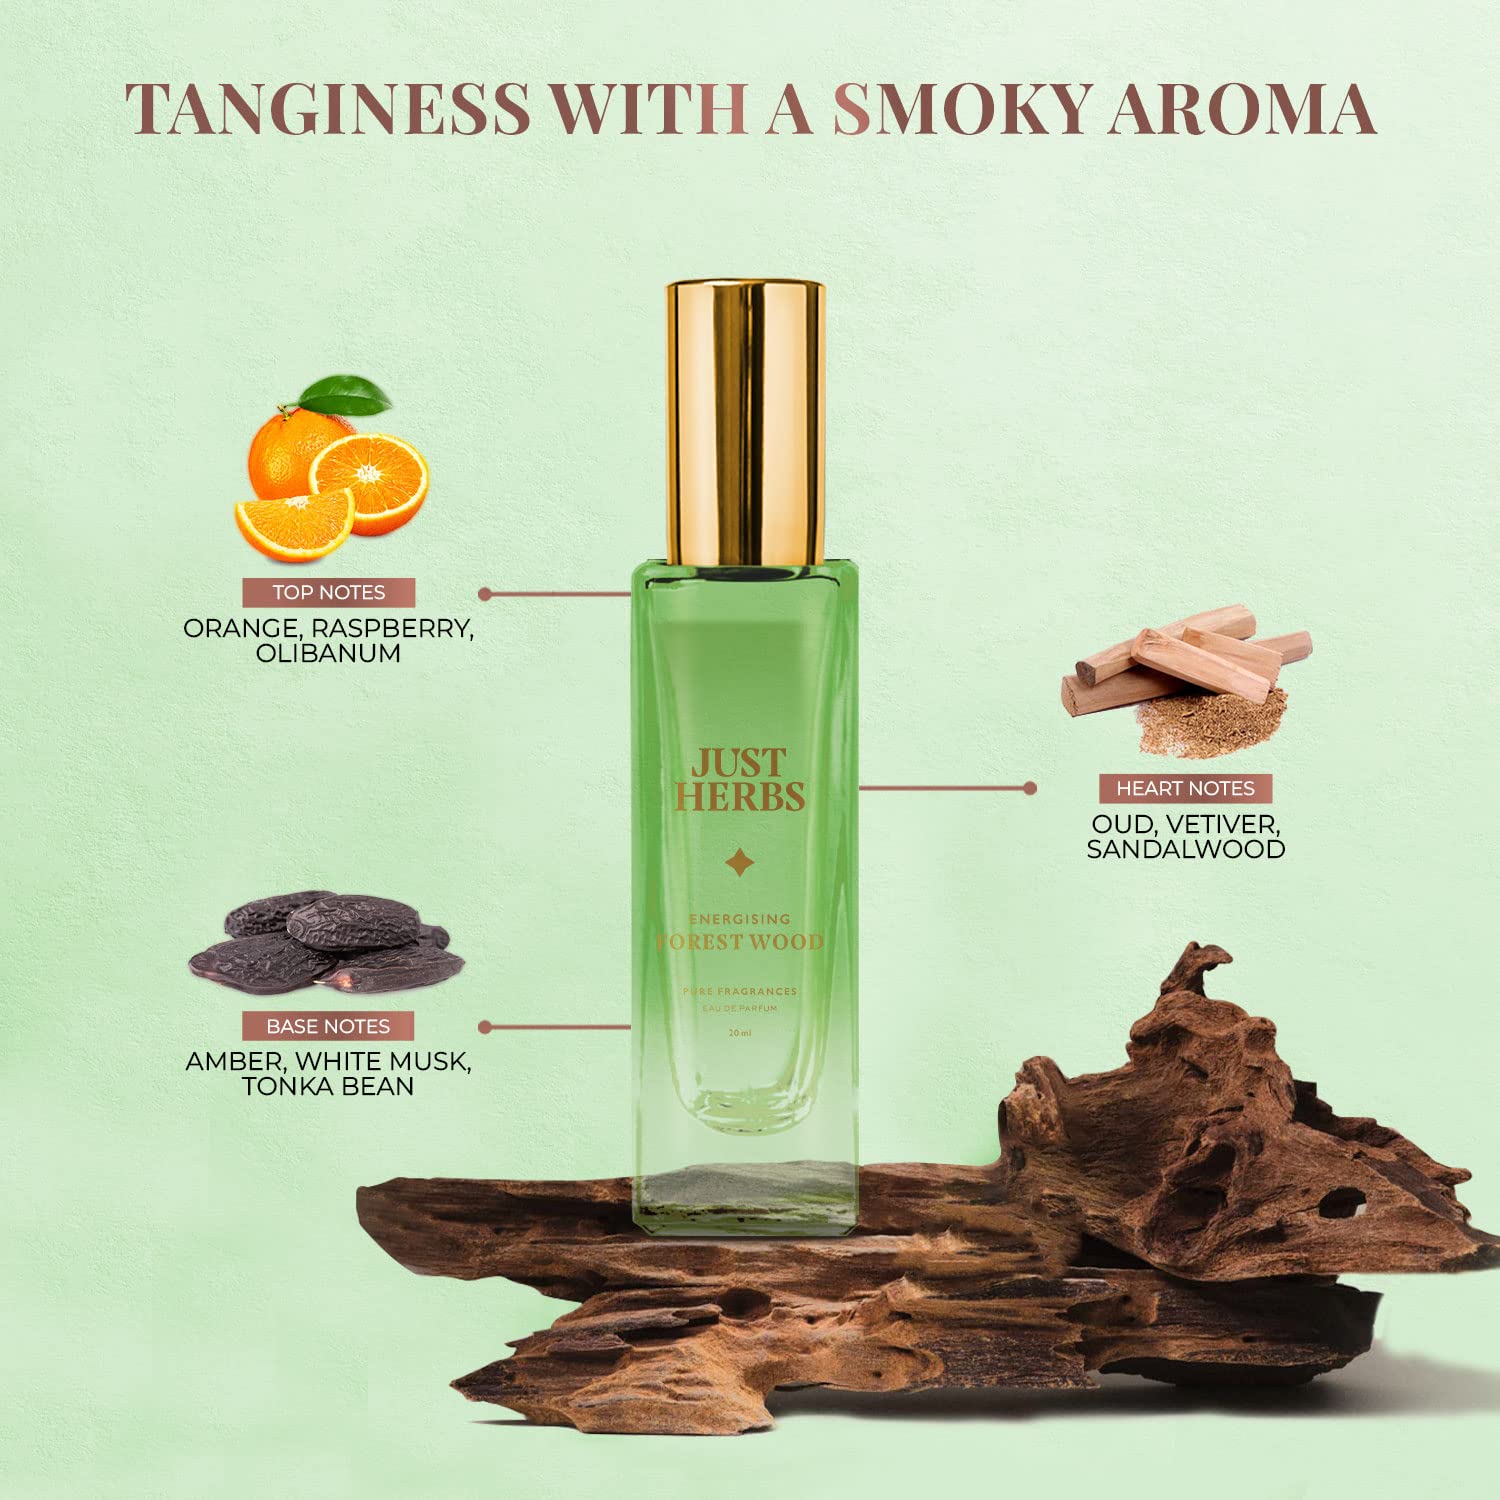 TANGINESS WITH A SMOKY AROMA
TOP NOTES
ORANGE, RASPBERRY,
OLIBANUM
HEART NOTES
OUD, VETIVER,
SANDALWOOD
BASE NOTES
AMBER, WHITE MUSK,
TONKA BEAN
JUST
HERBS
ENERGISING
FOREST WOOD
PURE FRAGRANCES
EAU DE PARFUM
20 ml